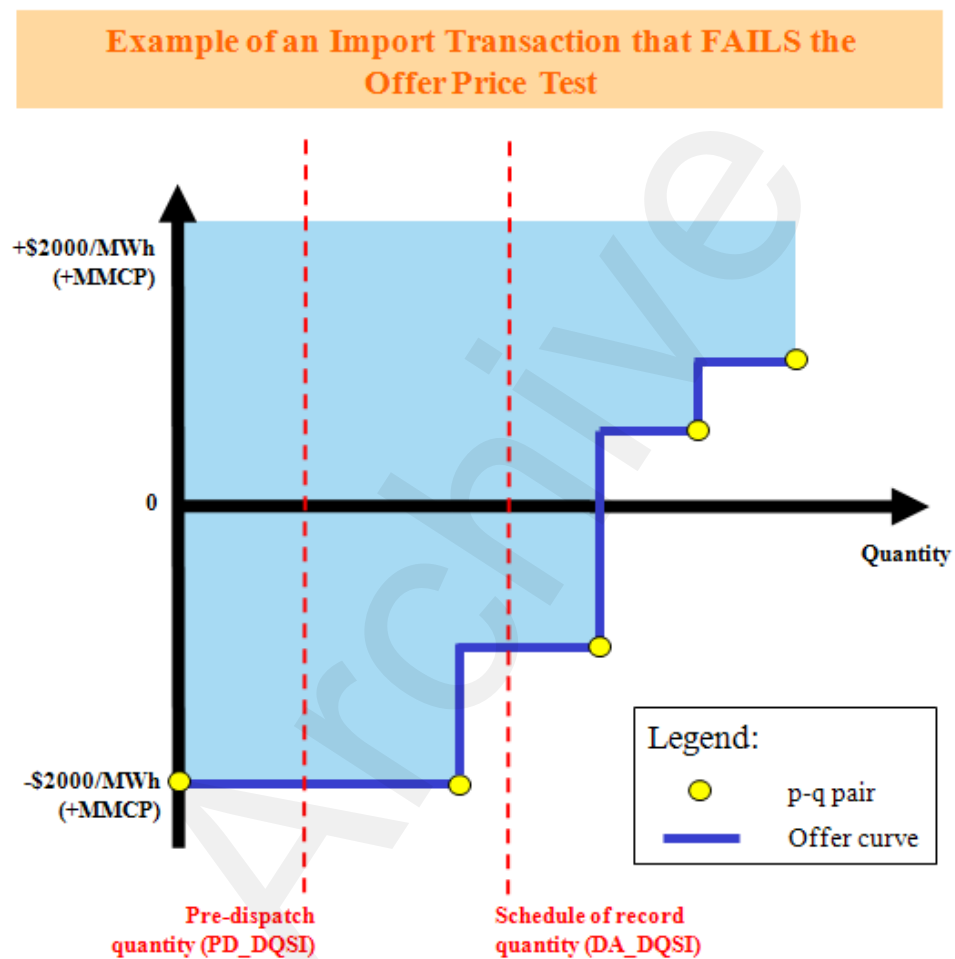 Example of an Import Transaction that FAILS the
Offer Price Test
+$2000/MWh
(+MMCP)
0
Quantity
-$2000/MWh
(+MMCP)
Legend:
p-q pair
Offer curve
Pre-dispatch
quantity (PD_DQSI)
Schedule of record
quantity (DA_DQSI)
Archive